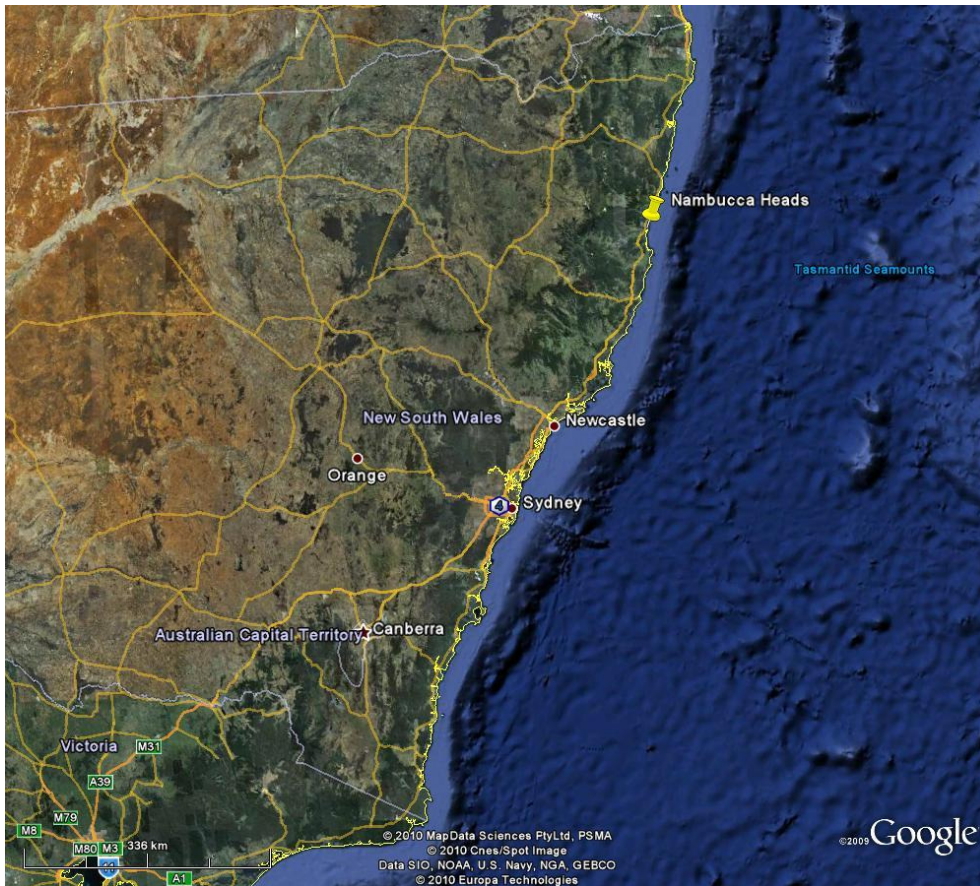 Nambucca Heads
Tasmantid Seamounts
New South Wales
Newcastle
Orange
4
Sydney
Australian Capital Territory
Canberra
Victoria
M31
A39
M79
M8
M80
M3
336 km
A1
© 2010 MapData Sciences PtyLtd, PSMA
© 2010 Cnes/Spot Image
Data SIO, NOAA, U.S. Navy, NGA, GEBCO
© 2010 Europa Technologies
©2009 Google